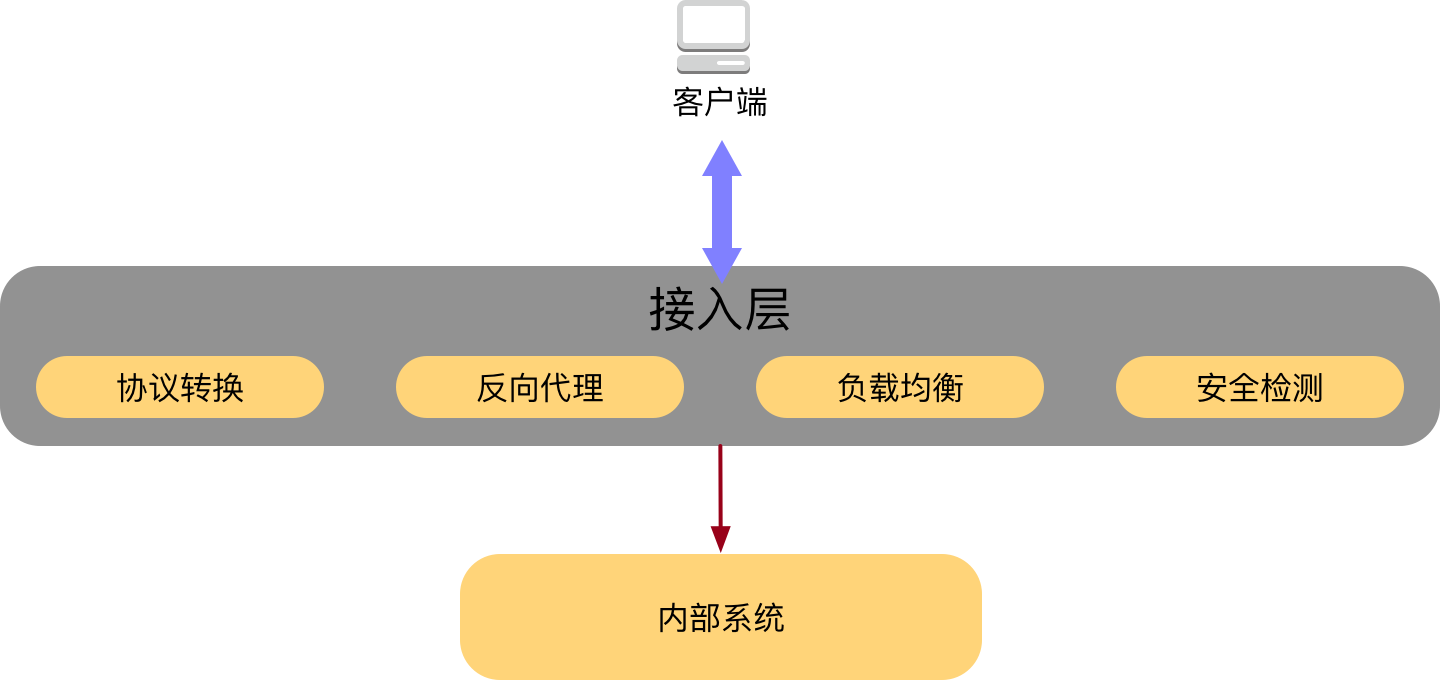 客户端
接入层
协议转换
反向代理
负载均衡
安全检测
内部系统